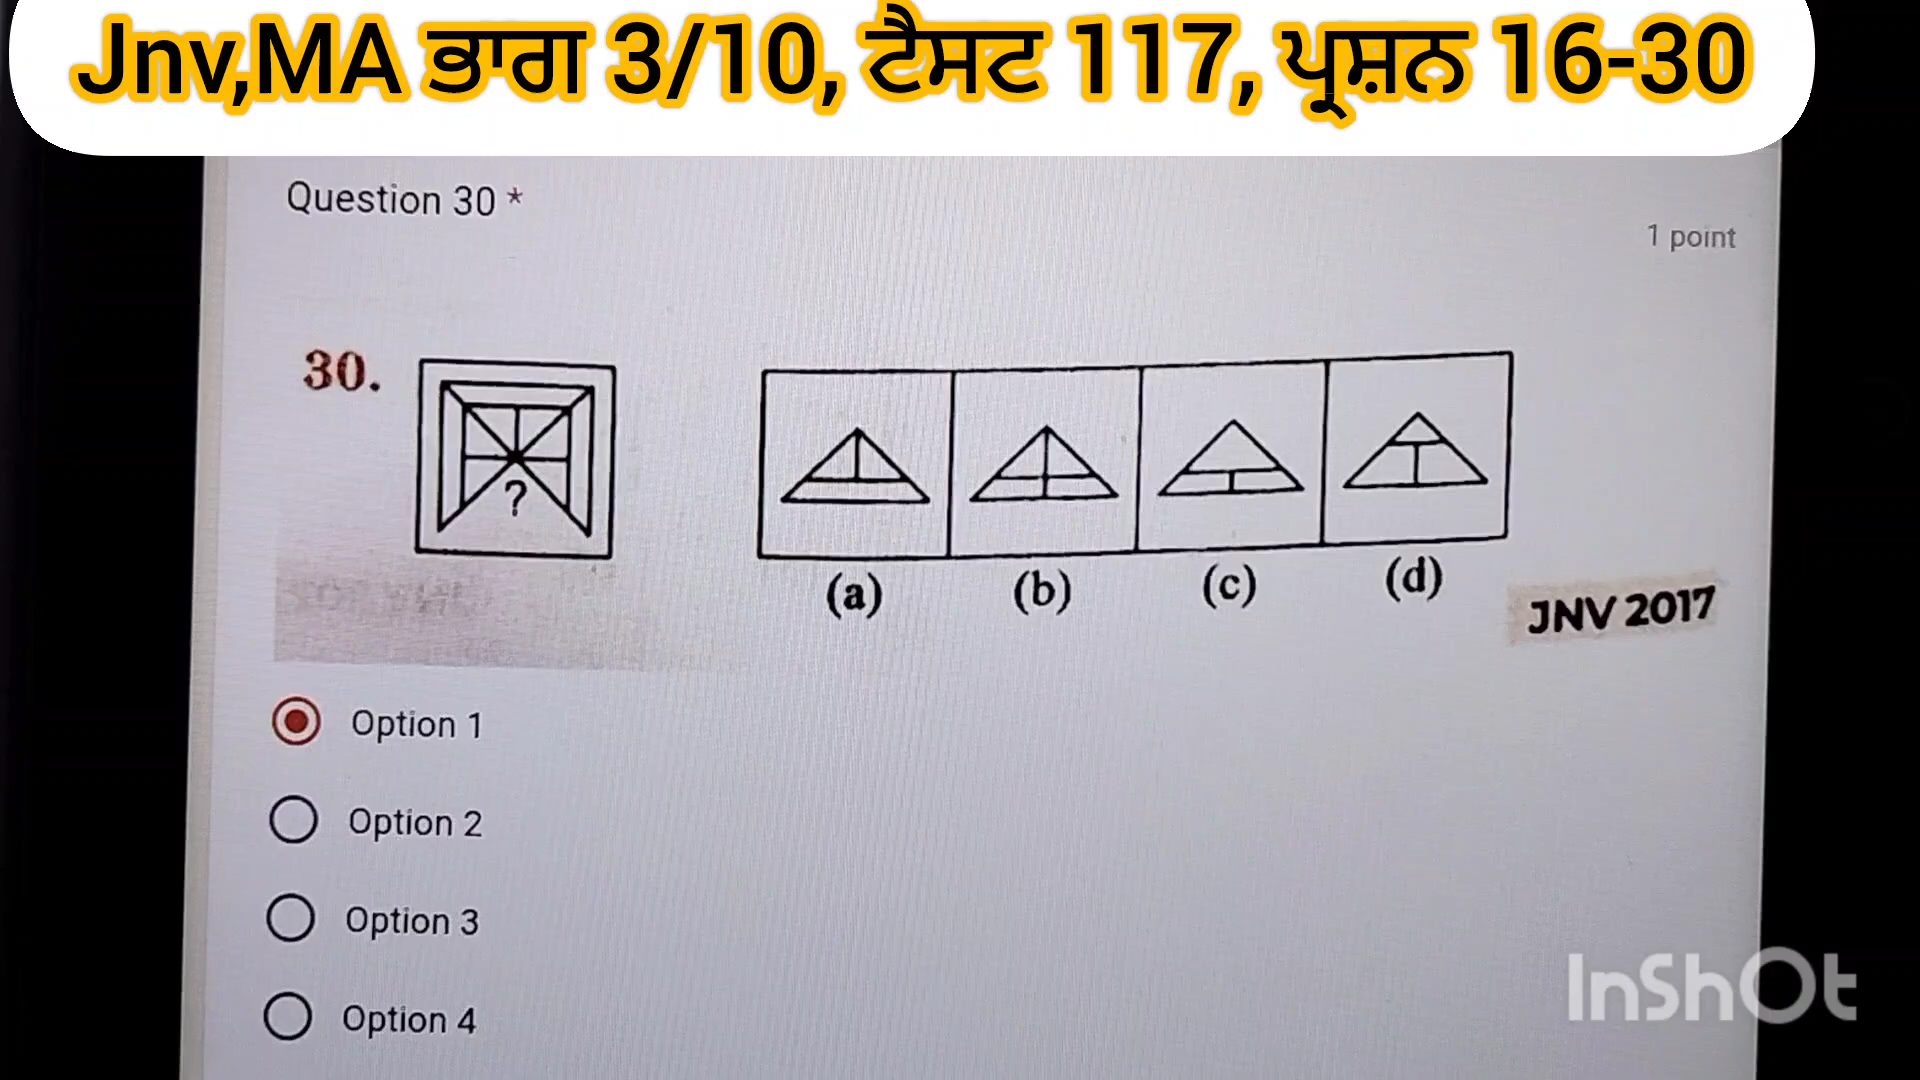 Jnv,MA ਭਾਗ 3/10, ਟੈਸਟ 117, ਪ੍ਰਸ਼ਨ 16-30
Question 30 *
1 point
30.
?
(a) (b) (c) (d)
JNV 2017
Option 1
Option 2
Option 3
Option 4
InShOt